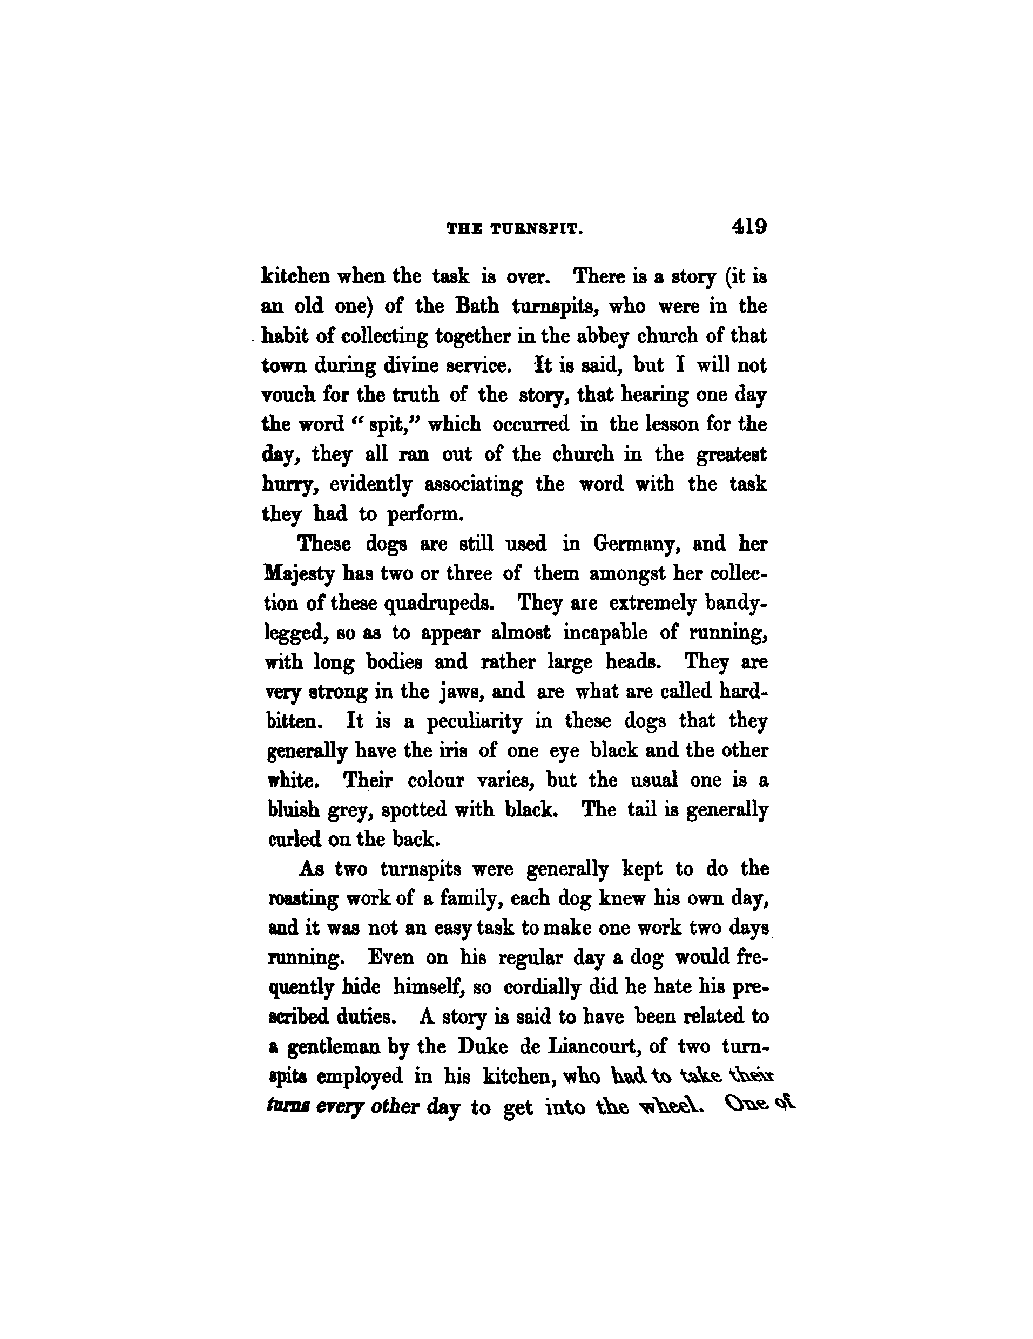 THE TURNSPIT. 419
kitchen when the task is over. There is a story (it is
an old one) of the Bath turnspits, who were in the
habit of collecting together in the abbey church of that
town during divine service. It is said, but I will not
vouch for the truth of the story, that hearing one day
the word “ spit,” which occurred in the lesson for the
day, they all ran out of the church in the greatest
hurry, evidently associating the word with the task
they had to perform.
These dogs are still used in Germany, and her
Majesty has two or three of them amongst her collec-
tion of these quadrupeds. They are extremely bandy-
legged, so as to appear almost incapable of running,
with long bodies and rather large heads. They are
very strong in the jaws, and are what are called hard-
bitten. It is a peculiarity in these dogs that they
generally have the iris of one eye black and the other
white. Their colour varies, but the usual one is a
bluish grey, spotted with black. The tail is generally
curled on the back.
As two turnspits were generally kept to do the
roasting work of a family, each dog knew his own day,
and it was not an easy task to make one work two days
running. Even on his regular day a dog would fre-
quently hide himself, so cordially did he hate his pre-
scribed duties. A story is said to have been related to
a gentleman by the Duke de Liancourt, of two turn-
spits employed in his kitchen, who had to take their
turns every other day to get into the wheel. One of